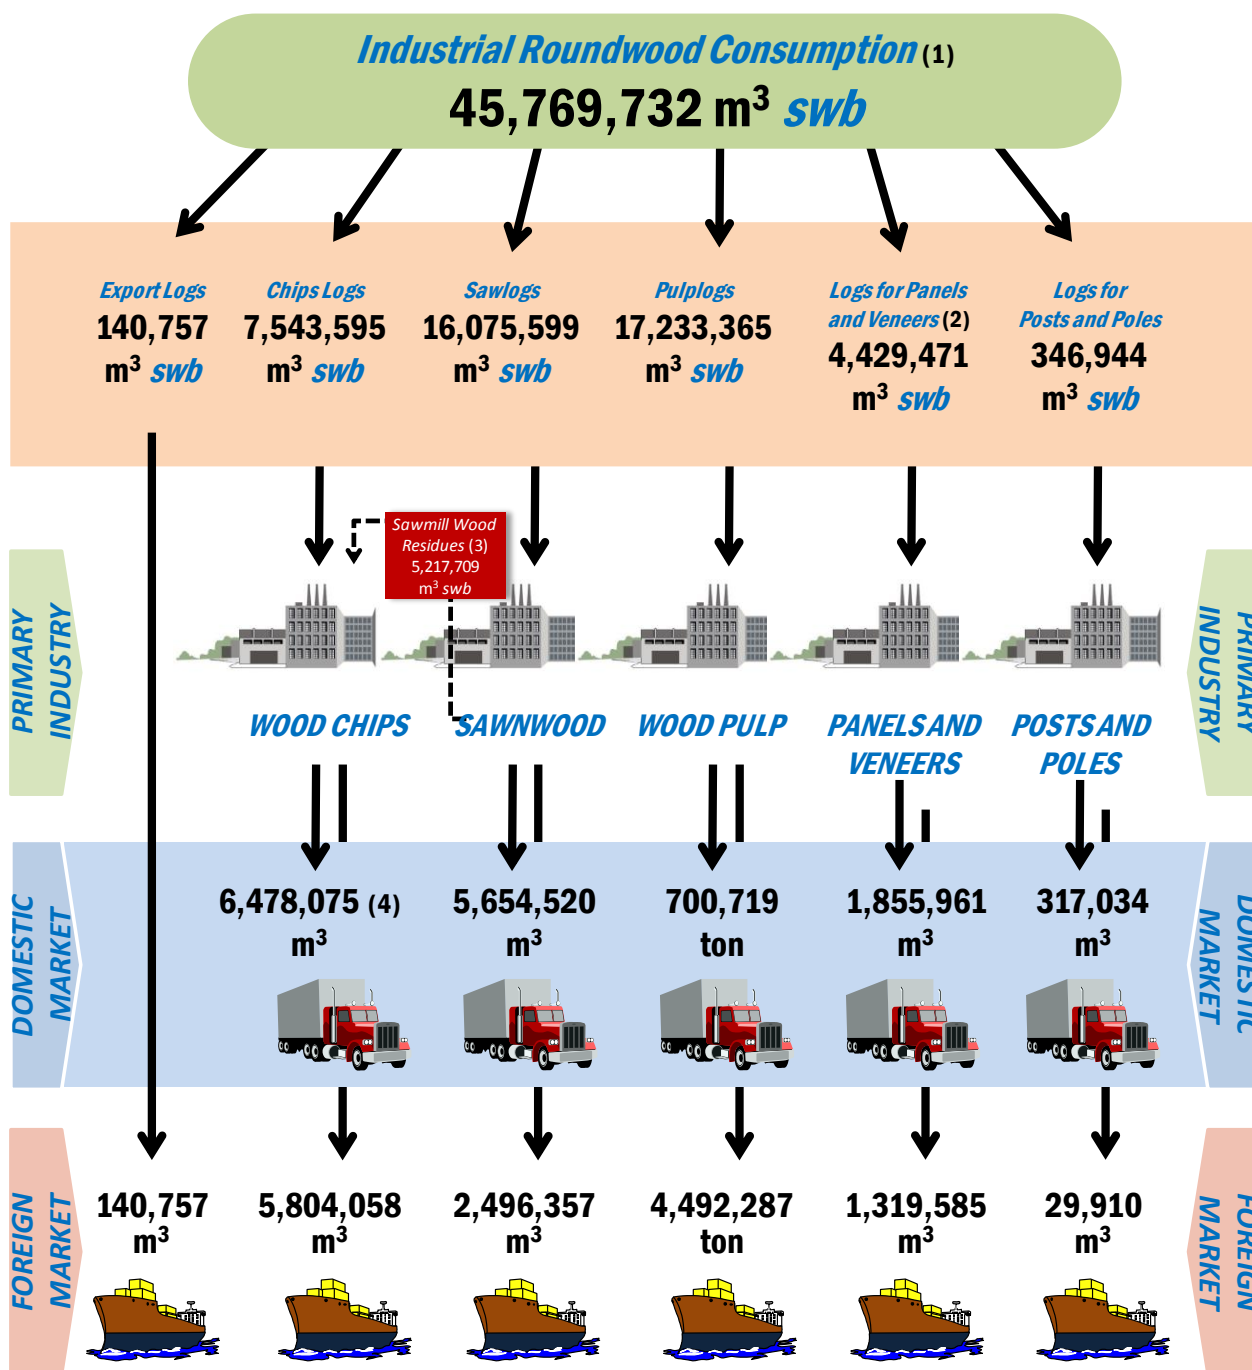 Industrial Roundwood Consumption (1)
45,769,732 m³ swb
Export Logs
140,757
m³ swb
Chips Logs
7,543,595
m³ swb
Sawlogs
16,075,599
m³ swb
Pulplogs
17,233,365
m³ swb
Logs for Panels
and Veneers (2)
4,429,471
m³ swb
Logs for
Posts and Poles
346,944
m³ swb
Sawmill Wood
Residues (3)
5,217,709
m³ swb
PRIMARY
INDUSTRY
PRIMARY
INDUSTRY
WOOD CHIPS
SAWNWOOD
WOOD PULP
PANELS AND
VENEERS
POSTS AND
POLES
DOMESTIC
MARKET
6,478,075 (4)
m³
5,654,520
m³
700,719
ton
1,855,961
m³
317,034
m³
DOMESTIC
MARKET
FOREIGN
MARKET
140,757
m³
5,804,058
m³
2,496,357
m³
4,492,287
ton
1,319,585
m³
29,910
m³
FOREIGN
MARKET